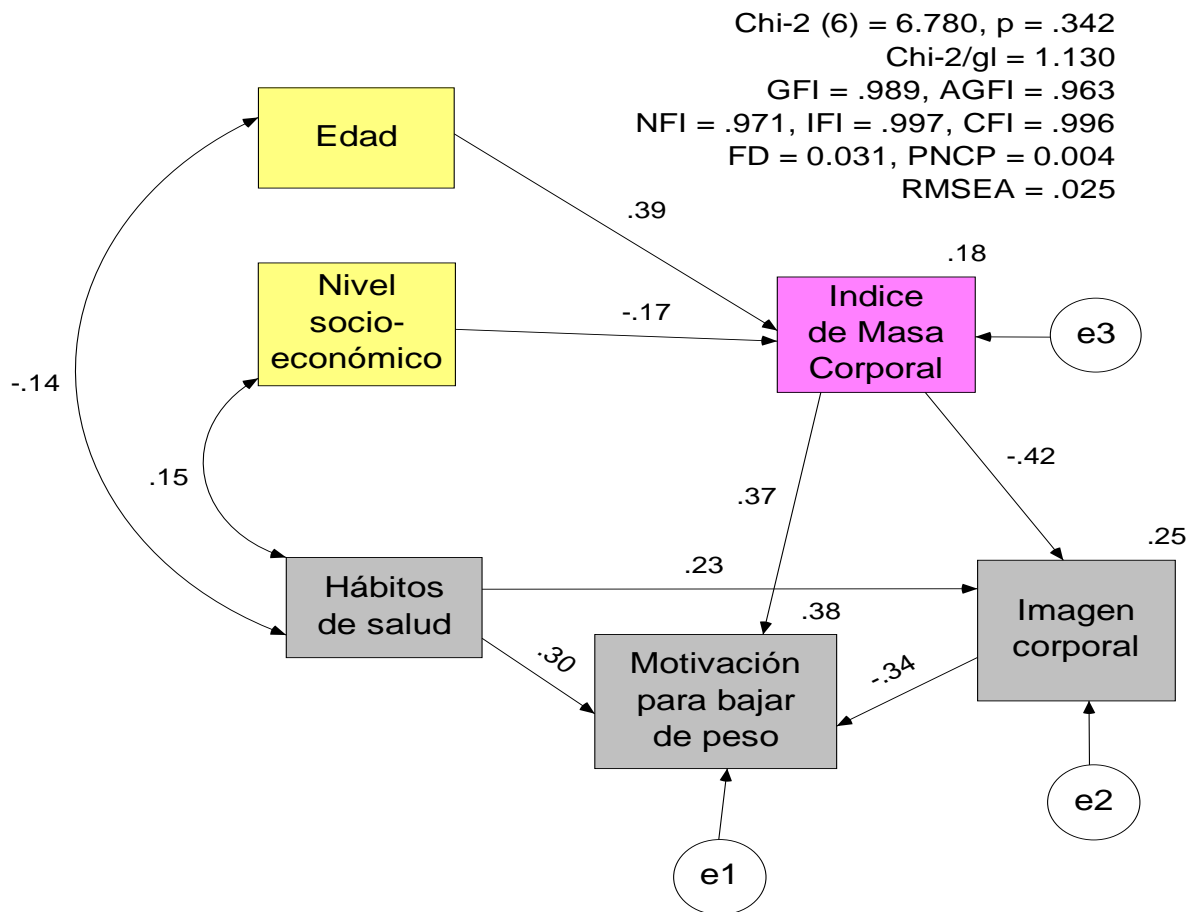 Chi-2 (6) = 6.780, p = .342
Chi-2/gl = 1.130
GFI = .989, AGFI = .963
NFI = .971, IFI = .997, CFI = .996
FD = 0.031, PNCP = 0.004
RMSEA = .025
Edad
.39
.18
Nivel
socio-
económico
-.17
Indice
de Masa
Corporal
e3
-.14
.15
.37
-.42
.25
Hábitos
de salud
.23
.38
Imagen
corporal
.30
Motivación
para bajar
de peso
-.34
e2
e1